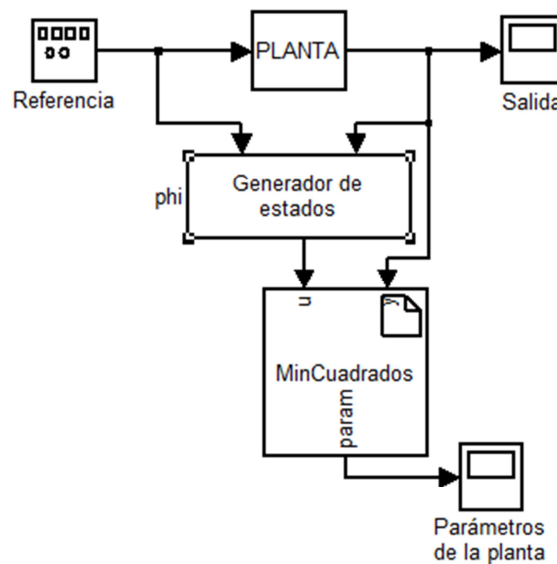 PLANTA
Referencia
Salida
phi
Generador de
estados
u
y
MinCuadrados
param
Parámetros
de la planta